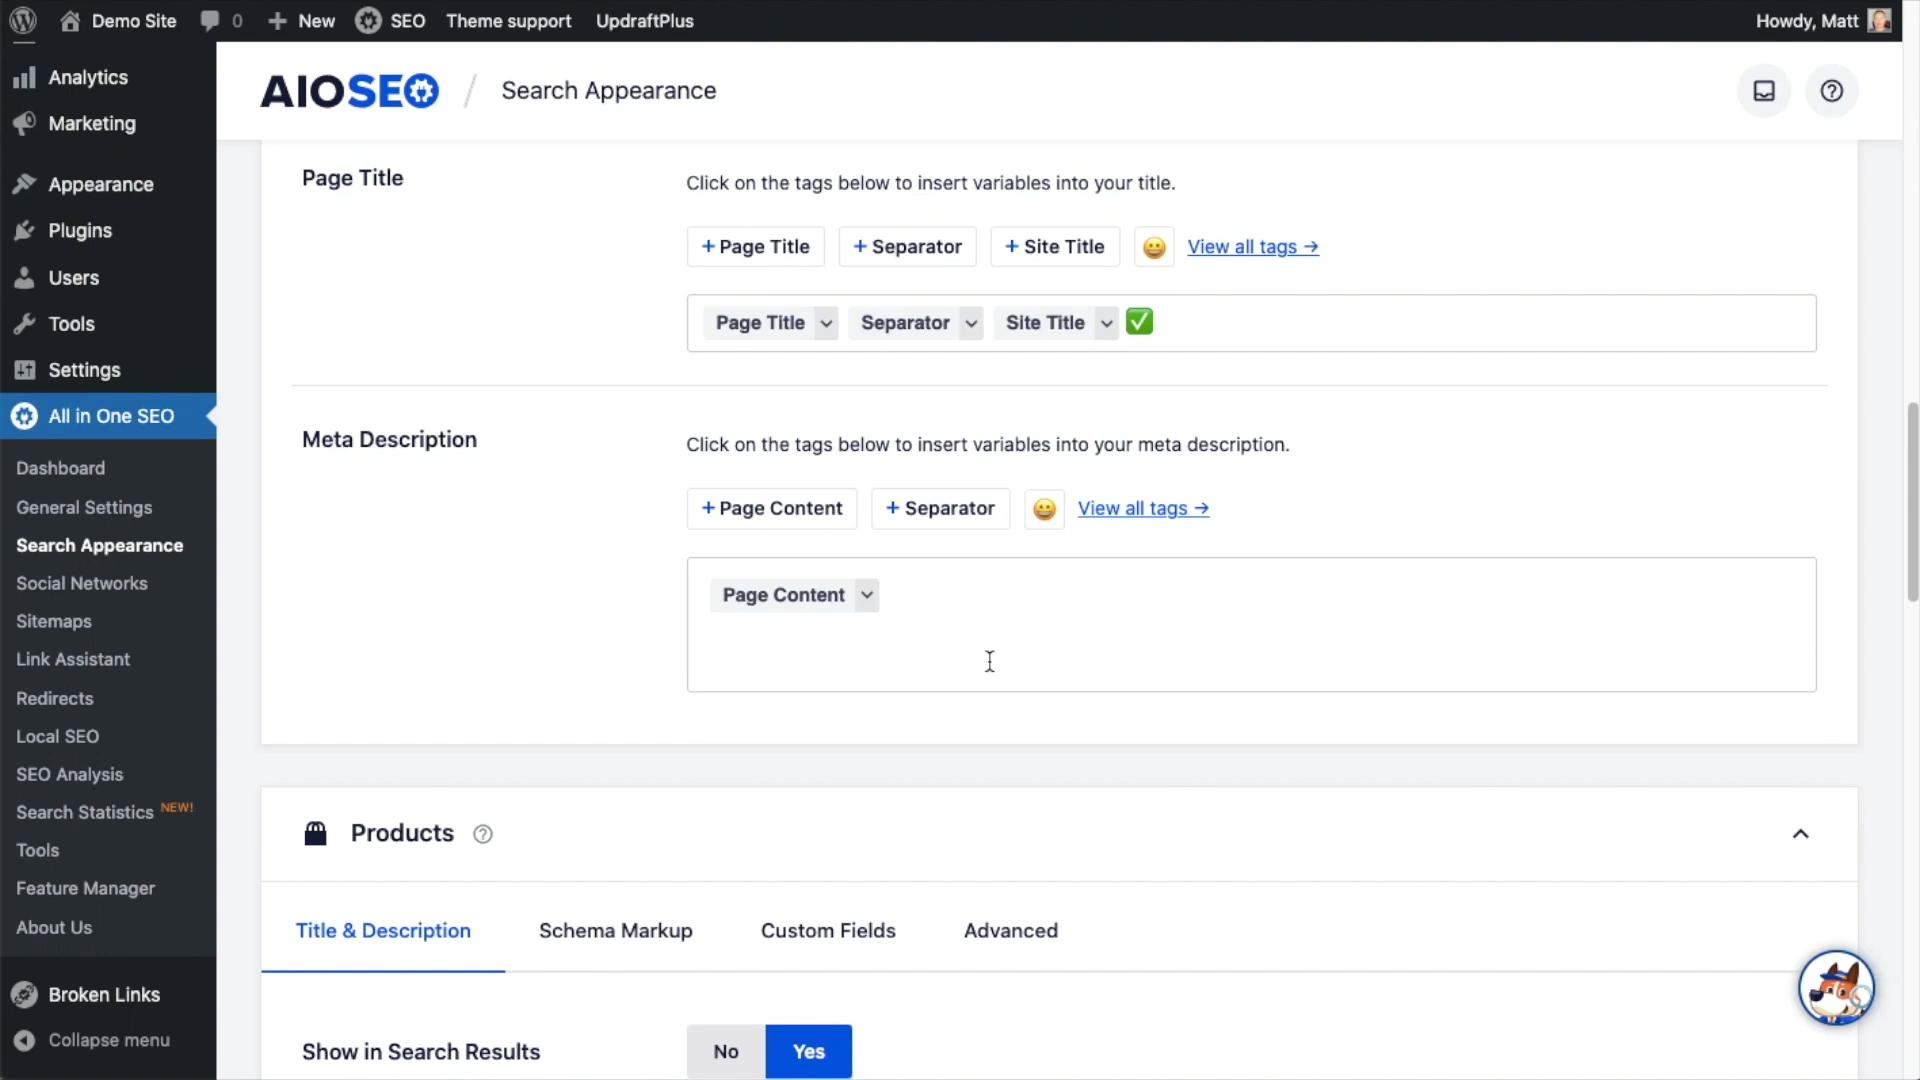 Demo Site 0 + New SEO Theme support UpdraftPlus Howdy, Matt
Analytics
Marketing
Appearance
Plugins
Users
Tools
Settings
All in One SEO
Dashboard
General Settings
Search Appearance
Social Networks
Sitemaps
Link Assistant
Redirects
Local SEO
SEO Analysis
Search Statistics NEW!
Tools
Feature Manager
About Us
Broken Links
Collapse menu
AIOSEO / Search Appearance
Page Title
Click on the tags below to insert variables into your title.
+ Page Title + Separator + Site Title 😀 View all tags →
Page Title Separator Site Title ✅
Meta Description
Click on the tags below to insert variables into your meta description.
+ Page Content + Separator 😀 View all tags →
Page Content
Products ?
Title & Description Schema Markup Custom Fields Advanced
Show in Search Results No Yes